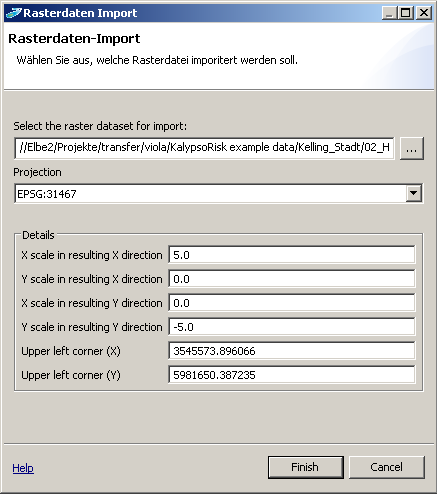 Rasterdaten Import
Rasterdaten-Import
Wählen Sie aus, welche Rasterdatei imporitert werden soll.
Select the raster dataset for import:
//Elbe2/Projekte/transfer/viola/KalypsoRisk example data/Kelling_Stadt/02_H
...
Projection
EPSG:31467
Details
X scale in resulting X direction 5.0
Y scale in resulting X direction 0.0
X scale in resulting Y direction 0.0
Y scale in resulting Y direction -5.0
Upper left corner (X) 3545573.896066
Upper left corner (Y) 5981650.387235
Help
Finish
Cancel